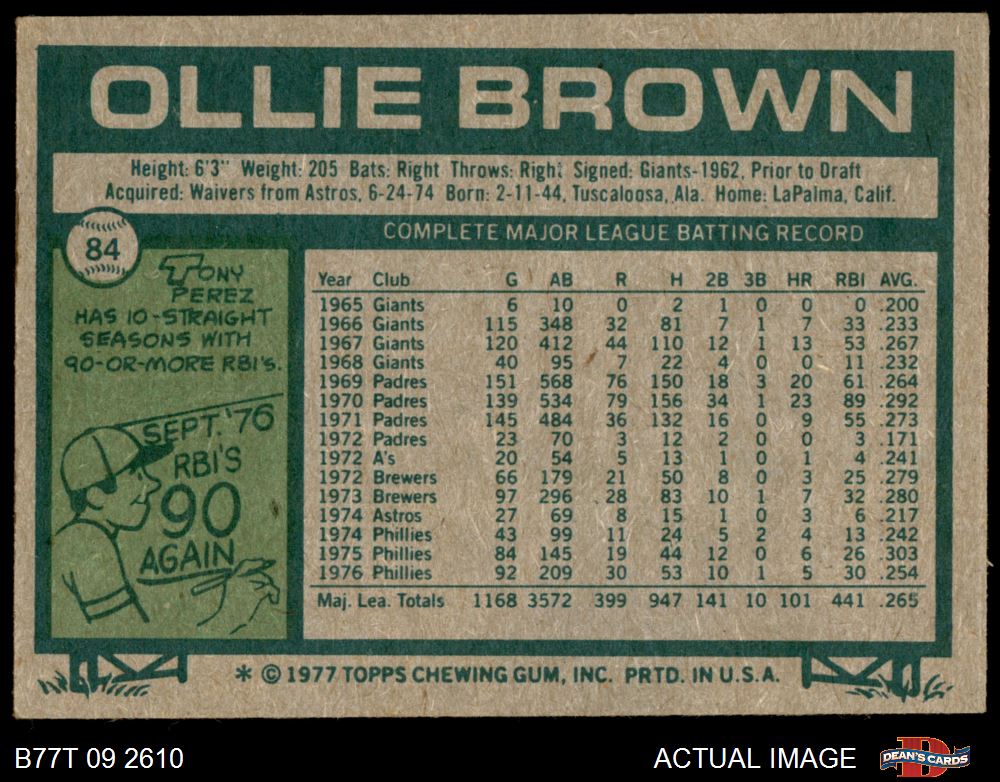 OLLIE BROWN
Height: 6'3" Weight: 205 Bats: Right Throws: Right Signed: Giants-1962, Prior to Draft
Acquired: Waivers from Astros, 6-24-74 Born: 2-11-44, Tuscaloosa, Ala. Home: LaPalma, Calif.
84
TONY
PEREZ
HAS 10-STRAIGHT
SEASONS WITH
90-OR-MORE RBI'S.
SEPT. '76
RBI'S
90
AGAIN
COMPLETE MAJOR LEAGUE BATTING RECORD
Year Club G AB R H 2B 3B HR RBI AVG.
1965 Giants 6 10 0 2 1 0 0 0 .200
1966 Giants 115 348 32 81 7 1 7 33 .233
1967 Giants 120 412 44 110 12 1 13 53 .267
1968 Giants 40 95 7 22 4 0 0 11 .232
1969 Padres 151 568 76 150 18 3 20 61 .264
1970 Padres 139 534 79 156 34 1 23 89 .292
1971 Padres 145 484 36 132 16 0 9 55 .273
1972 Padres 23 70 3 12 2 0 0 3 .171
1972 A's 20 54 5 13 1 0 1 4 .241
1972 Brewers 66 179 21 50 8 0 3 25 .279
1973 Brewers 97 296 28 83 10 1 7 32 .280
1974 Astros 27 69 8 15 1 0 3 6 .217
1974 Phillies 43 99 11 24 5 2 4 13 .242
1975 Phillies 84 145 19 44 12 0 6 26 .303
1976 Phillies 92 209 30 53 10 1 5 30 .254
Maj. Lea. Totals 1168 3572 399 947 141 10 101 441 .265
* © 1977 TOPPS CHEWING GUM, INC. PRTD. IN U.S.A.
B77T 09 2610
ACTUAL IMAGE
DEAN'S CARDS